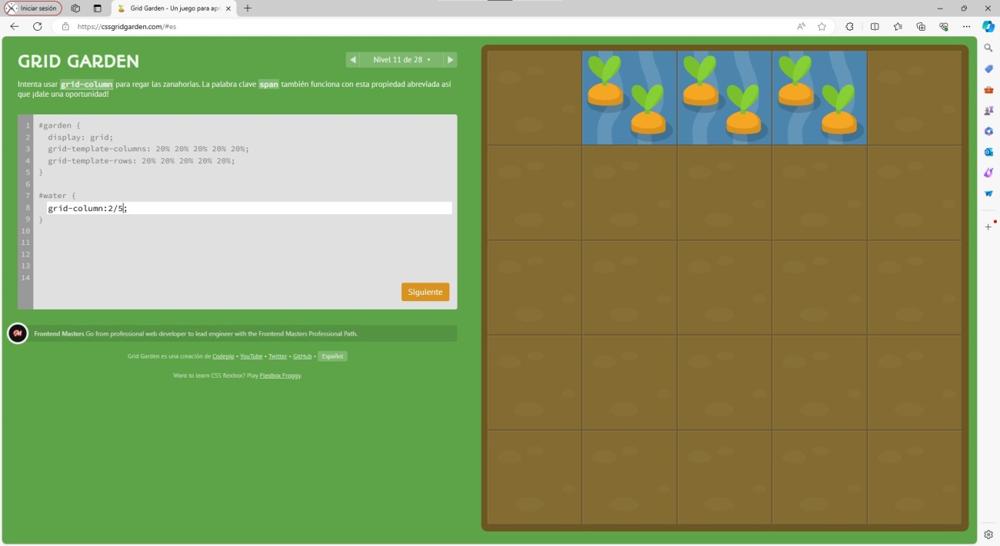 Iniciar sesión
Grid Garden - Un juego para apr
https://cssgridgarden.com/#es
GRID GARDEN
Nivel 11 de 28
Intenta usar grid-column para regar las zanahorias. La palabra clave span también funciona con esta propiedad abreviada así
que ¡dale una oportunidad!
1 #garden {
2 display: grid;
3 grid-template-columns: 20% 20% 20% 20% 20%;
4 grid-template-rows: 20% 20% 20% 20% 20%;
5 }
6
7 #water {
8 grid-column:2/5;
9 }
10
11
12
13
14
Siguiente
FM Frontend Masters Go from professional web developer to lead engineer with the Frontend Masters Professional Path.
Grid Garden es una creación de Codepip • YouTube • Twitter • GitHub • Español
Want to learn CSS flexbox? Play Flexbox Froggy.